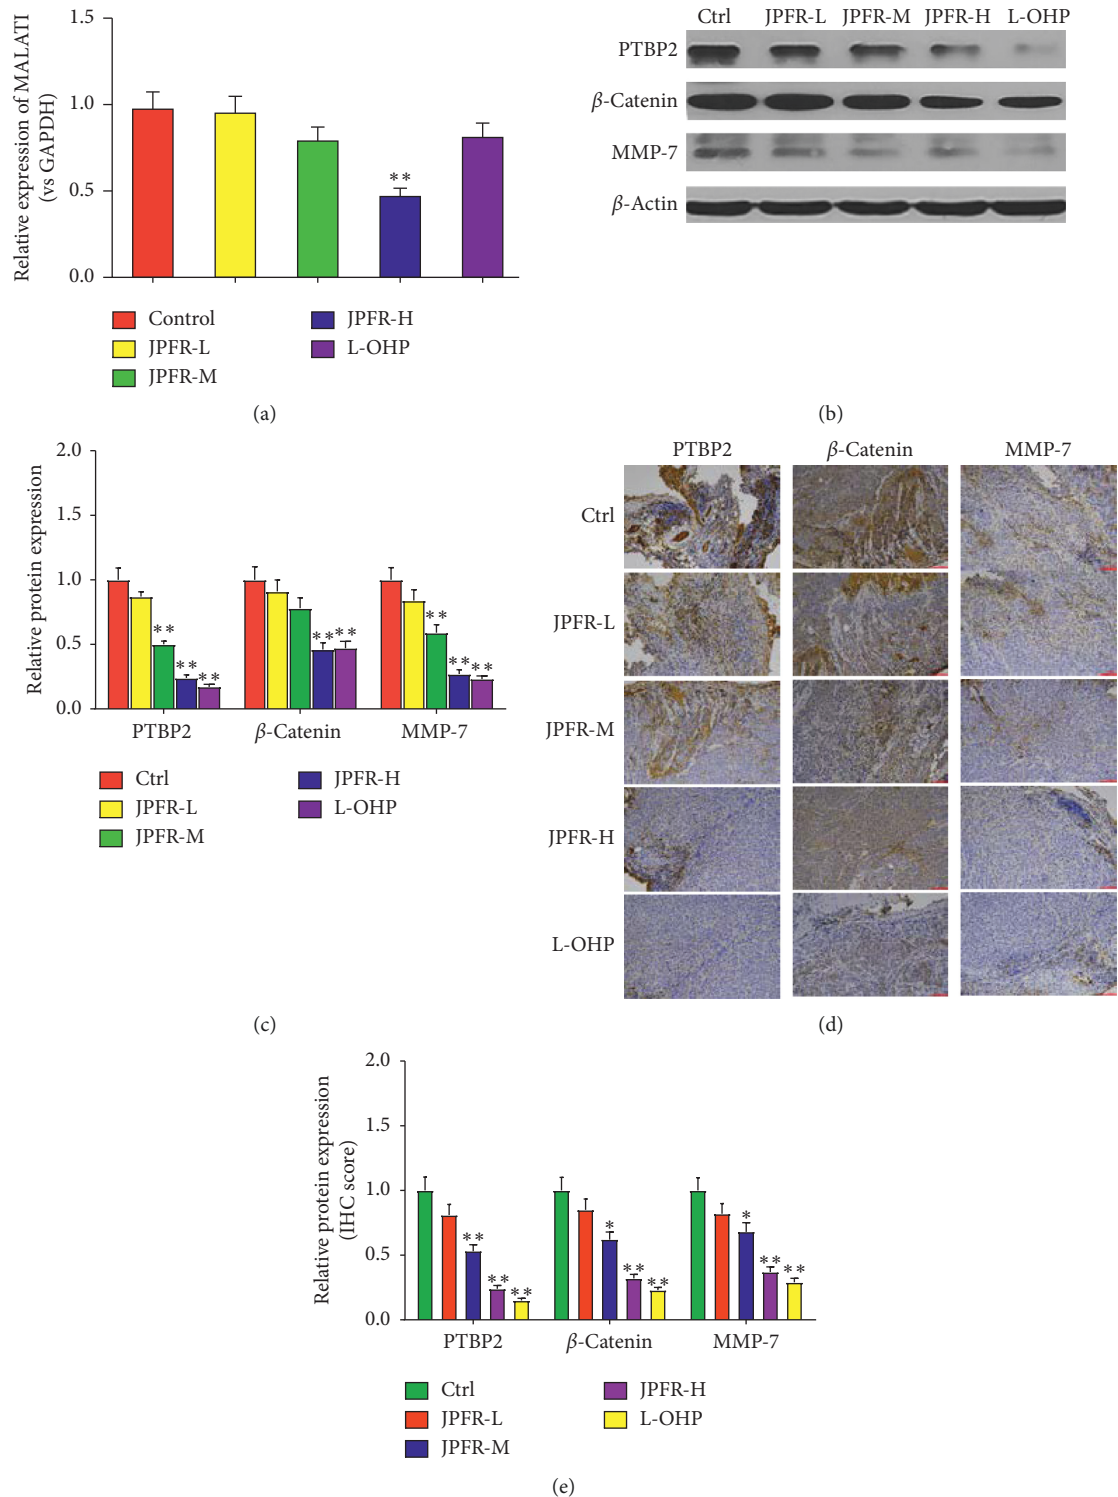 Relative expression of MALATI
(vs GAPDH)
1.5
1.0
0.5
0.0
**
Control
JPFR-L
JPFR-M
JPFR-H
L-OHP
(a)
Ctrl JPFR-L JPFR-M JPFR-H L-OHP
PTBP2
β-Catenin
MMP-7
β-Actin
(b)
Relative protein expression
2.0
1.5
1.0
0.5
0.0
** ** **
** **
** ** **
PTBP2 β-Catenin MMP-7
Ctrl
JPFR-L
JPFR-M
JPFR-H
L-OHP
(c)
PTBP2 β-Catenin MMP-7
Ctrl
JPFR-L
JPFR-M
JPFR-H
L-OHP
(d)
Relative protein expression
(IHC score)
2.0
1.5
1.0
0.5
0.0
** ** **
* ** **
* ** **
PTBP2 β-Catenin MMP-7
Ctrl
JPFR-L
JPFR-M
JPFR-H
L-OHP
(e)